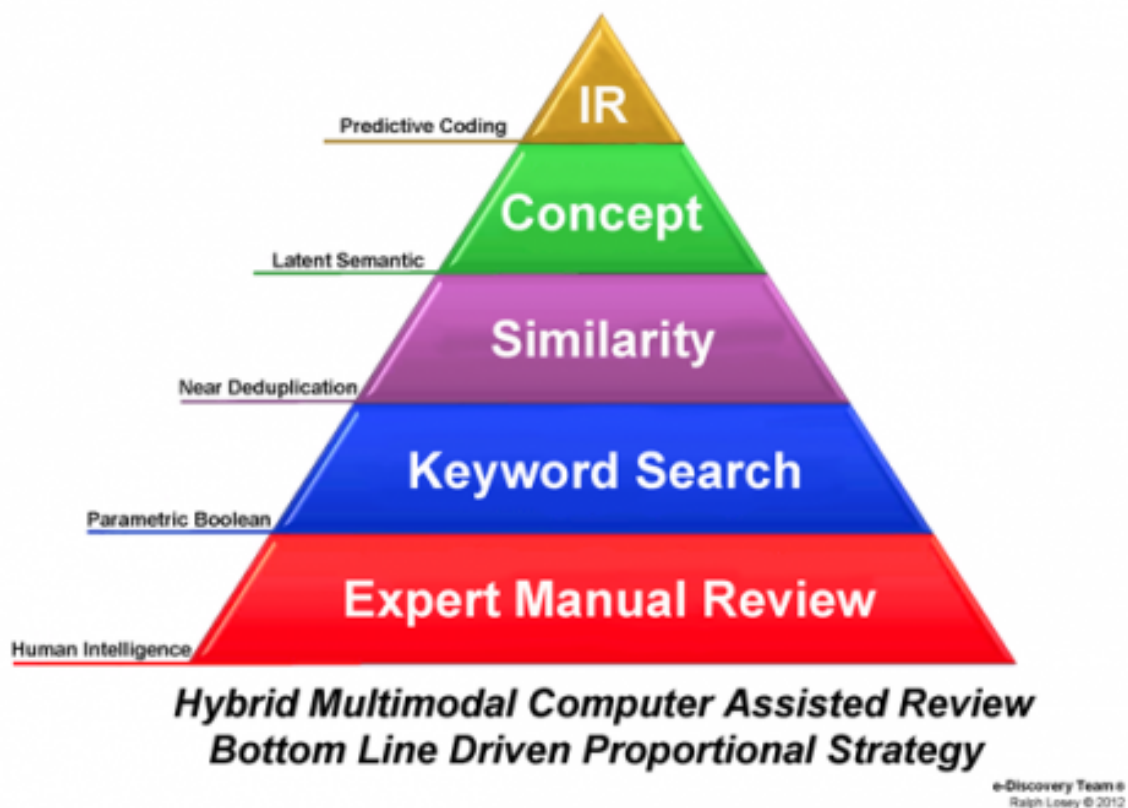 IR
Predictive Coding
Concept
Latent Semantic
Similarity
Near Deduplication
Keyword Search
Parametric Boolean
Expert Manual Review
Human Intelligence
Hybrid Multimodal Computer Assisted Review
Bottom Line Driven Proportional Strategy
e-Discovery Team ®
Ralph Losey © 2012